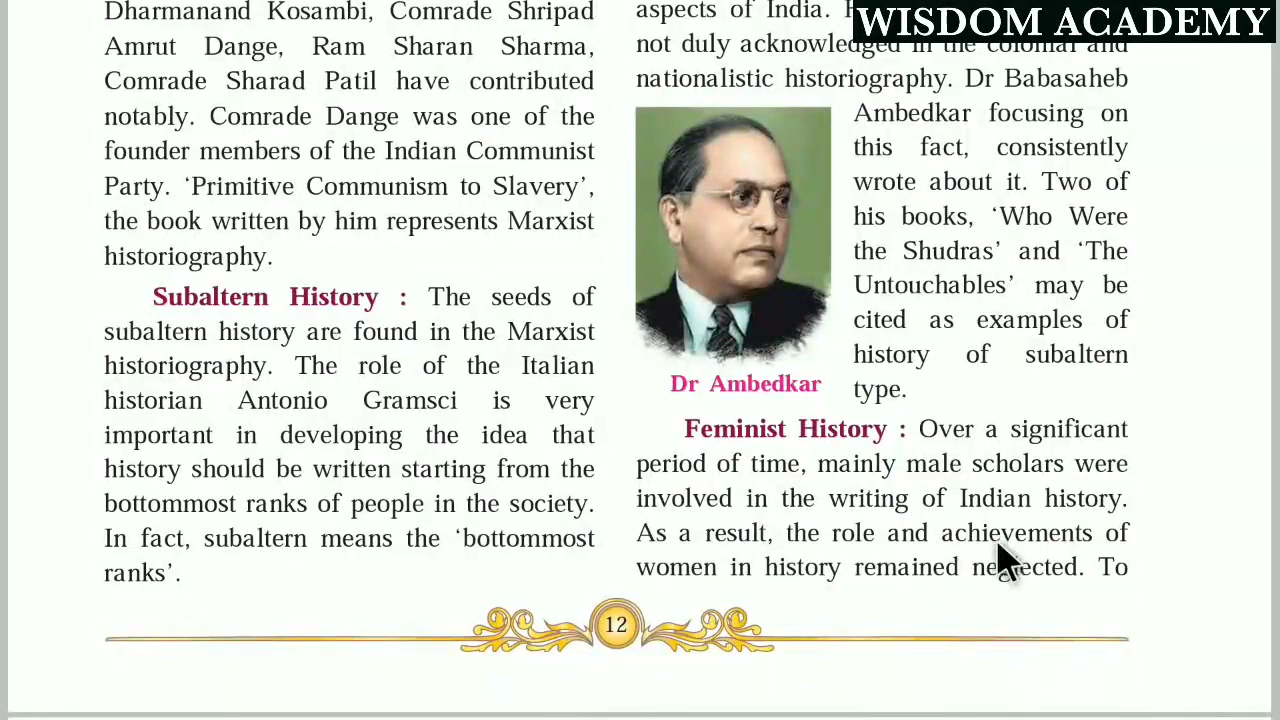 Dharmanand Kosambi, Comrade Shripad
Amrut Dange, Ram Sharan Sharma,
Comrade Sharad Patil have contributed
notably. Comrade Dange was one of the
founder members of the Indian Communist
Party. ‘Primitive Communism to Slavery’,
the book written by him represents Marxist
historiography.
Subaltern History : The seeds of
subaltern history are found in the Marxist
historiography. The role of the Italian
historian Antonio Gramsci is very
important in developing the idea that
history should be written starting from the
bottommost ranks of people in the society.
In fact, subaltern means the ‘bottommost
ranks’.
WISDOM ACADEMY
aspects of India.
not duly acknowledged in the colonial and
nationalistic historiography. Dr Babasaheb
Ambedkar focusing on
this fact, consistently
wrote about it. Two of
his books, ‘Who Were
the Shudras’ and ‘The
Untouchables’ may be
cited as examples of
history of subaltern
type.
Dr Ambedkar
Feminist History : Over a significant
period of time, mainly male scholars were
involved in the writing of Indian history.
As a result, the role and achievements of
women in history remained neglected. To
12